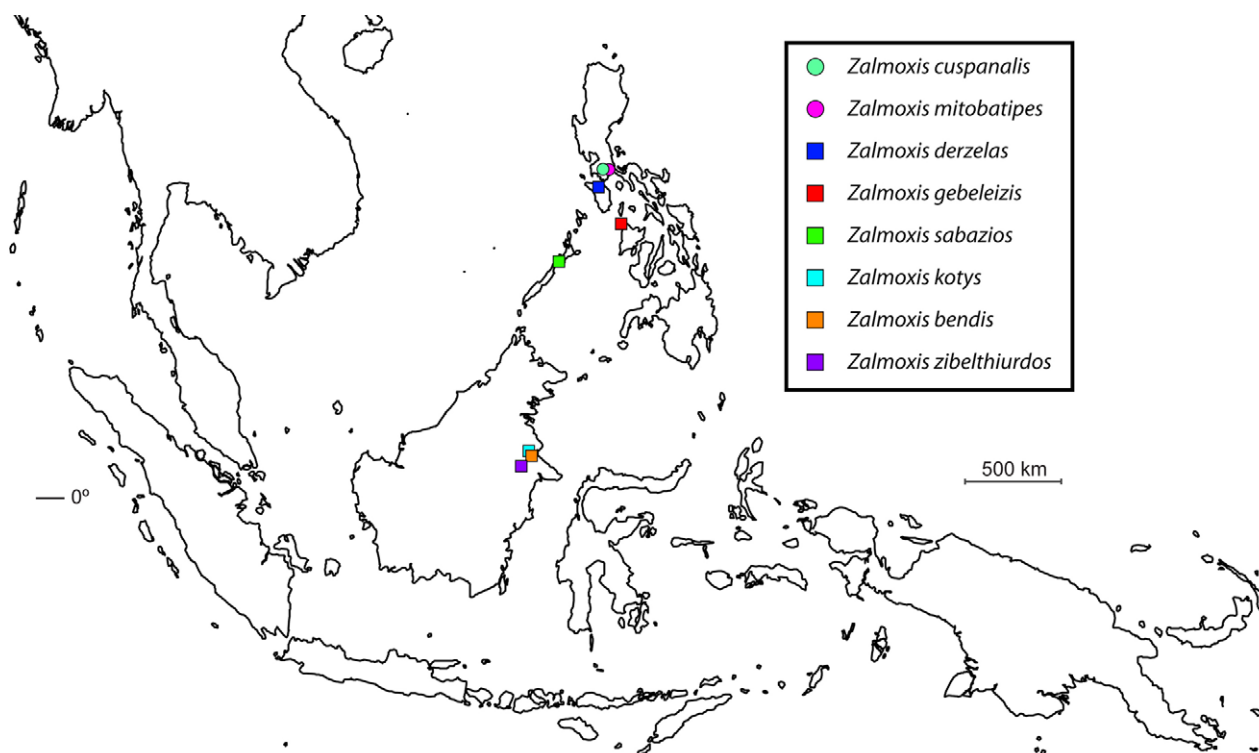 Zalmoxis cuspanalis
Zalmoxis mitobatipes
Zalmoxis derzelas
Zalmoxis gebeleizis
Zalmoxis sabazios
Zalmoxis kotys
Zalmoxis bendis
Zalmoxis zibelthiurdos
500 km
0º